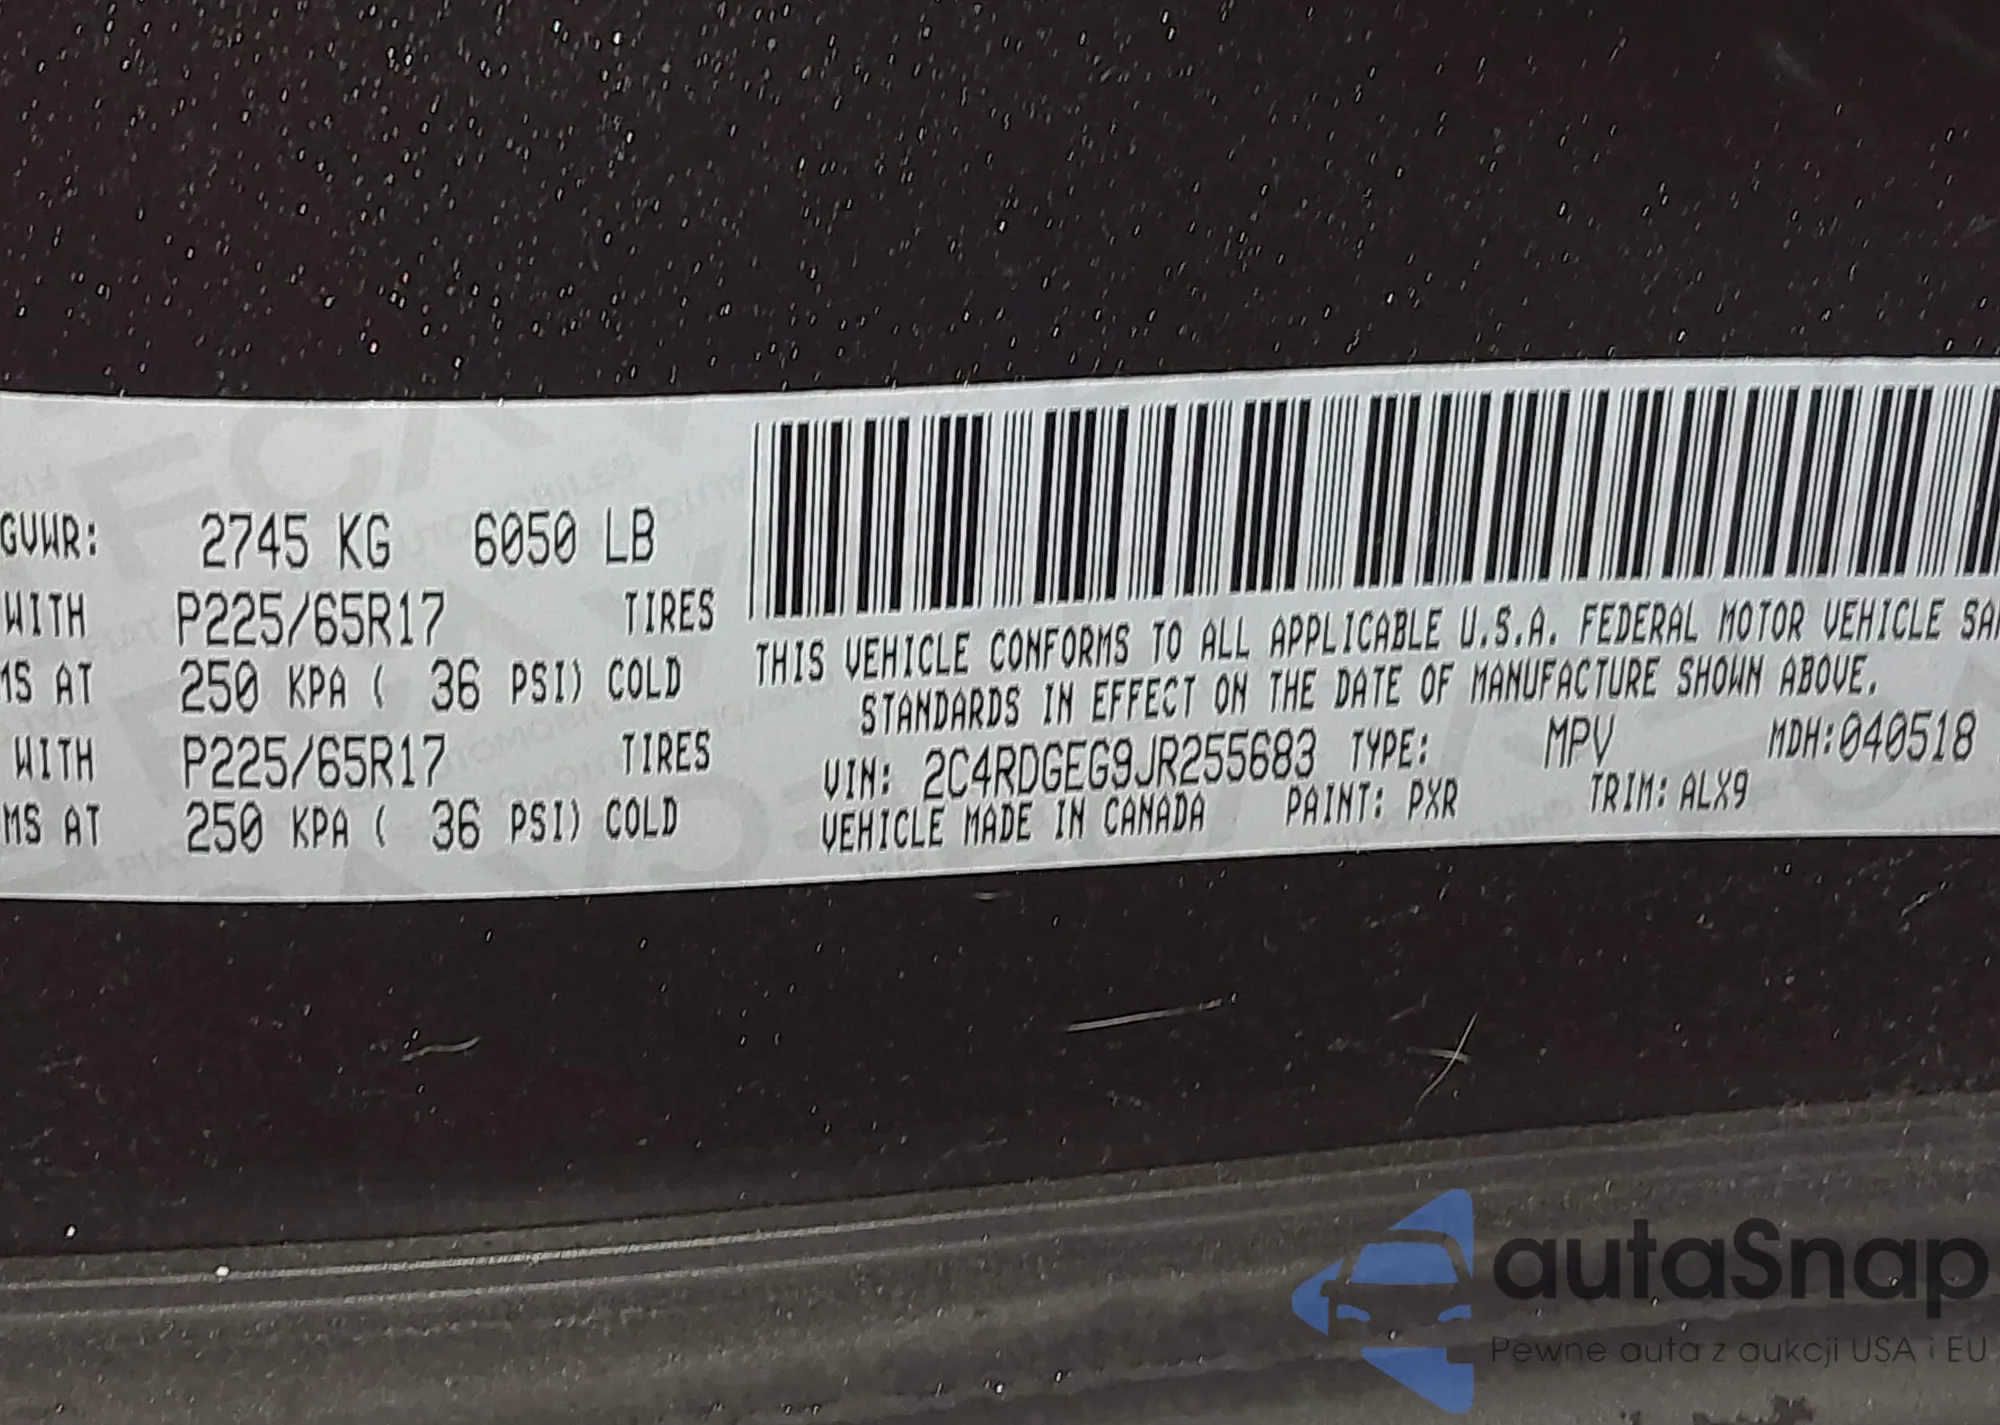 GVWR: 2745 KG 6050 LB
WITH P225/65R17 TIRES
MS AT 250 KPA ( 36 PSI) COLD
WITH P225/65R17 TIRES
MS AT 250 KPA ( 36 PSI) COLD
THIS VEHICLE CONFORMS TO ALL APPLICABLE U.S.A. FEDERAL MOTOR VEHICLE SAF
STANDARDS IN EFFECT ON THE DATE OF MANUFACTURE SHOWN ABOVE.
VIN: 2C4RDGEG9JR255683 TYPE: MPV MDH:040518
VEHICLE MADE IN CANADA PAINT: PXR TRIM: ALX9
autaSnap
Pewne auta z aukcji USA i EU